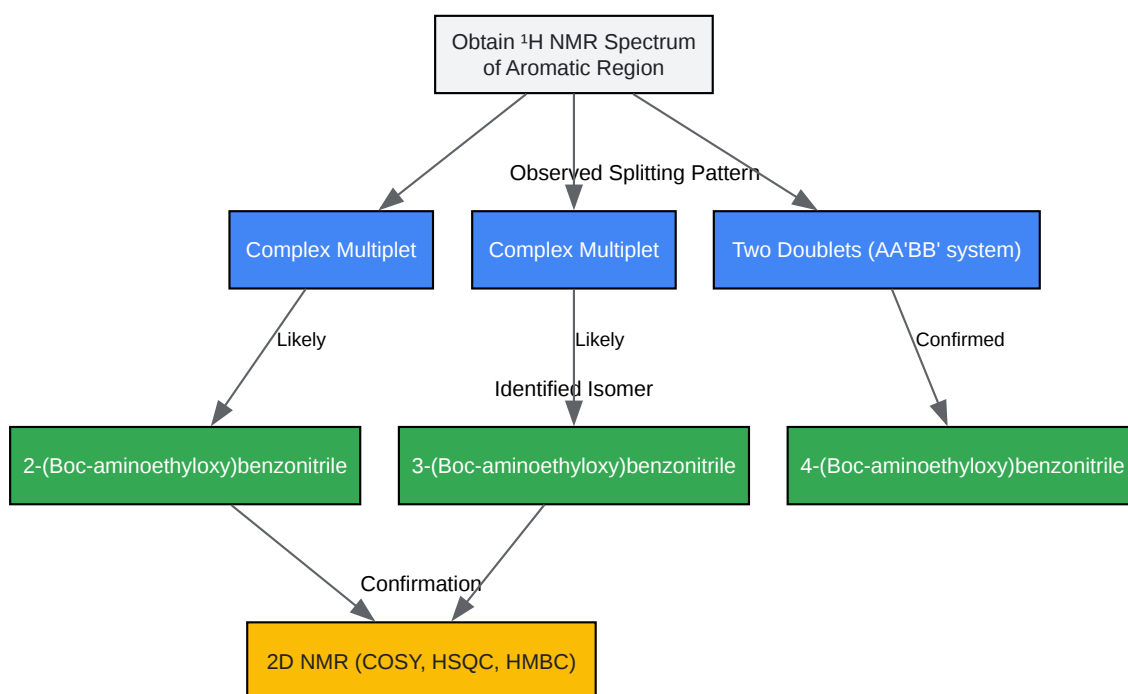 Obtain ¹H NMR Spectrum
of Aromatic Region
Observed Splitting Pattern
Complex Multiplet
Complex Multiplet
Two Doublets (AA'BB' system)
Likely
Likely
Confirmed
Identified Isomer
2-(Boc-aminoethyloxy)benzonitrile
3-(Boc-aminoethyloxy)benzonitrile
4-(Boc-aminoethyloxy)benzonitrile
Confirmation
2D NMR (COSY, HSQC, HMBC)